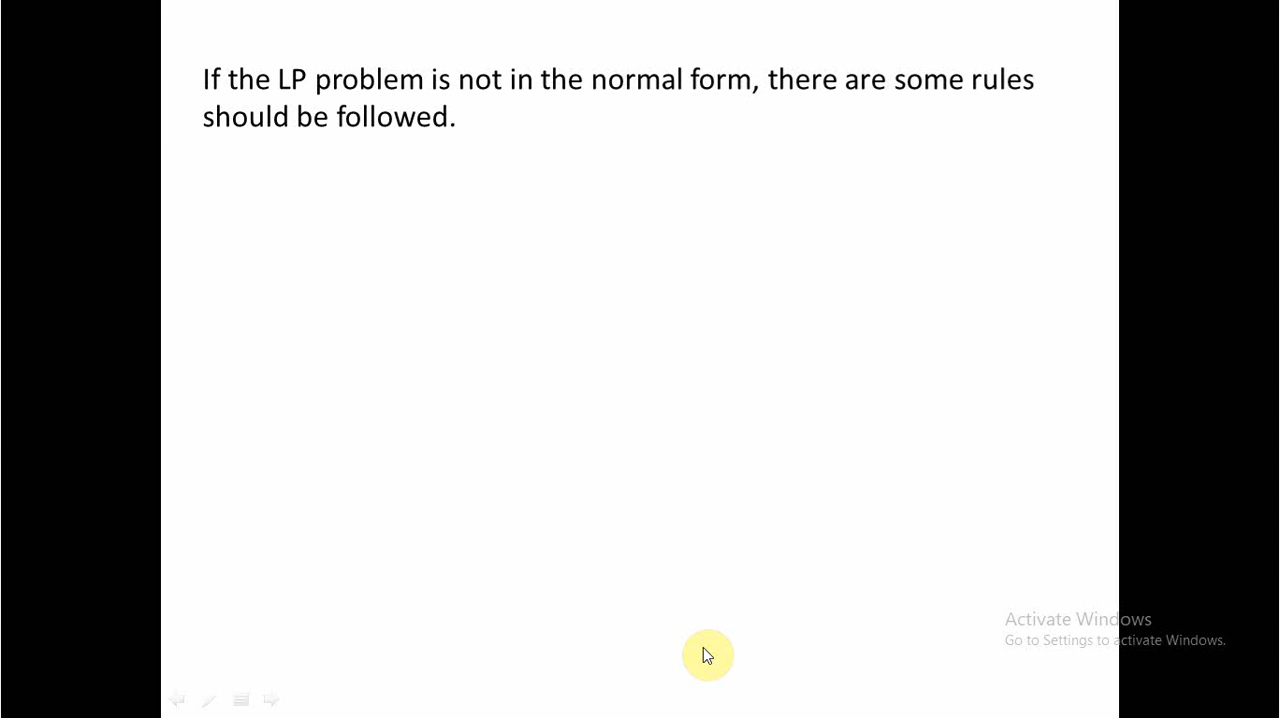 If the LP problem is not in the normal form, there are some rules
should be followed.
Activate Windows
Go to Settings to activate Windows.